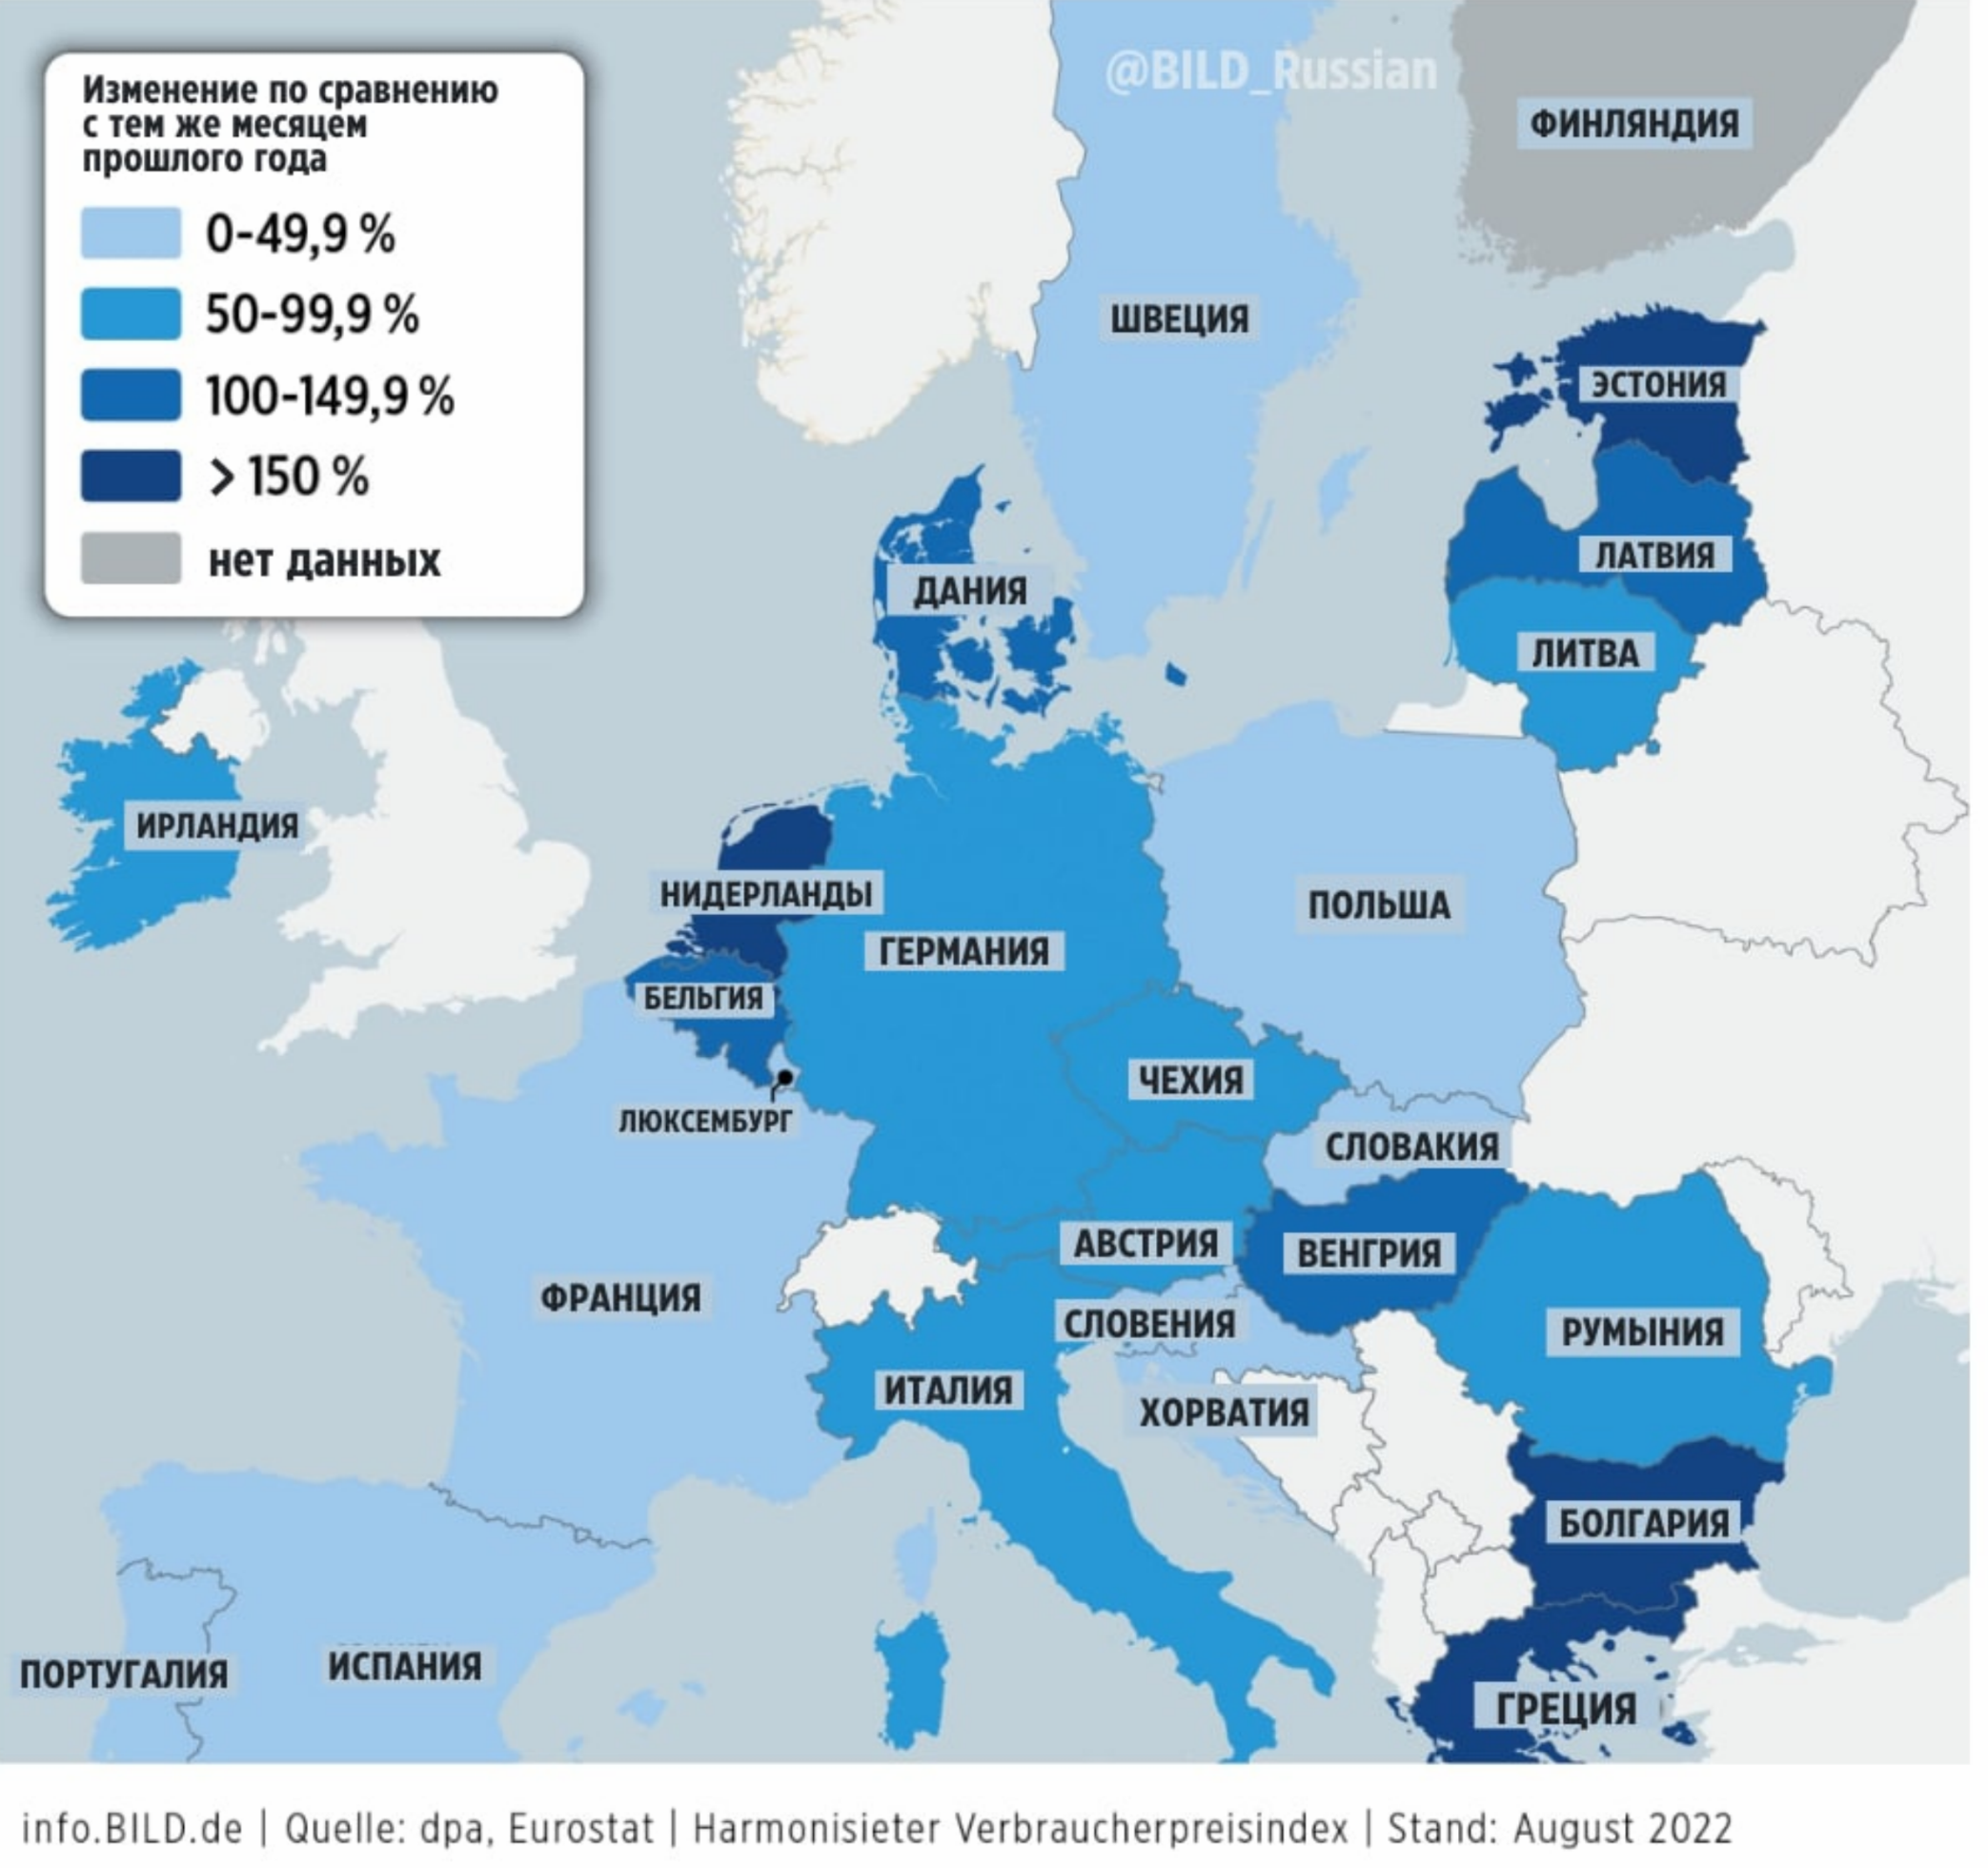 @BILD_Russian
Изменение по сравнению
с тем же месяцем
прошлого года
0-49,9 %
50-99,9 %
100-149,9 %
> 150 %
нет данных
ФИНЛЯНДИЯ
ШВЕЦИЯ
ЭСТОНИЯ
ЛАТВИЯ
ДАНИЯ
ЛИТВА
ИРЛАНДИЯ
НИДЕРЛАНДЫ
ПОЛЬША
ГЕРМАНИЯ
БЕЛЬГИЯ
ЧЕХИЯ
ЛЮКСЕМБУРГ
СЛОВАКИЯ
АВСТРИЯ
ВЕНГРИЯ
ФРАНЦИЯ
СЛОВЕНИЯ
РУМЫНИЯ
ИТАЛИЯ
ХОРВАТИЯ
БОЛГАРИЯ
ПОРТУГАЛИЯ
ИСПАНИЯ
ГРЕЦИЯ
info.BILD.de | Quelle: dpa, Eurostat | Harmonisieter Verbraucherpreisindex | Stand: August 2022